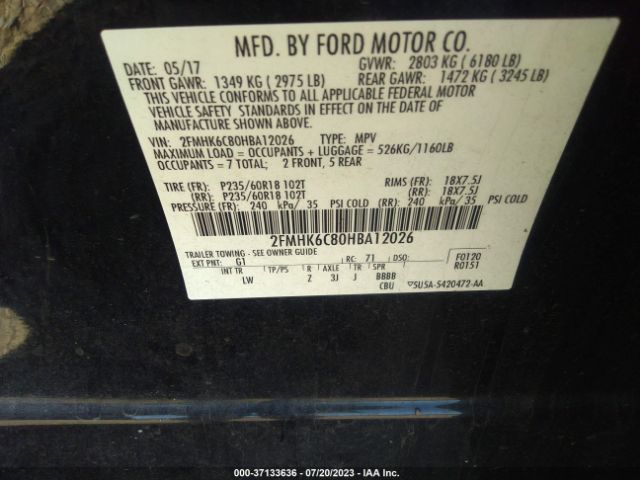 MFD. BY FORD MOTOR CO.
DATE: 05/17 GVWR: 2803 KG ( 6180 LB)
FRONT GAWR: 1349 KG ( 2975 LB) REAR GAWR: 1472 KG ( 3245 LB)
THIS VEHICLE CONFORMS TO ALL APPLICABLE FEDERAL MOTOR
VEHICLE SAFETY STANDARDS IN EFFECT ON THE DATE OF
MANUFACTURE SHOWN ABOVE.
VIN: 2FMHK6C80HBA12026 TYPE: MPV
MAXIMUM LOAD = OCCUPANTS + LUGGAGE = 526KG/1160LB
OCCUPANTS = 7 TOTAL; 2 FRONT, 5 REAR
TIRE (FR): P235/60R18 102T RIMS (FR): 18X7.5J
(RR): P235/60R18 102T (RR): 18X7.5J
PRESSURE (FR): 240 kPa/ 35 PSI COLD (RR): 240 kPa/ 35 PSI COLD
2FMHK6C80HBA12026
TRAILER TOWING - SEE OWNER GUIDE
EXT PNT: G1 RC: 71 DSO: F0120
R0151
INT TR TP/PS R AXLE TR SPR
LW Z 3J J BBBB
CBU 5U5A-5420472-AA
000-37133636 - 07/20/2023 - IAA Inc.